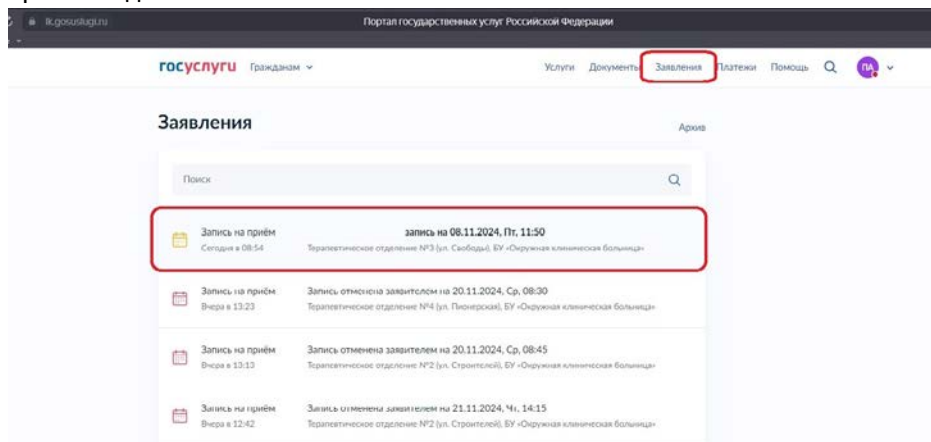 lk.gosuslugi.ru Портал государственных услуг Российской Федерации
госуслуги Гражданам Услуги Документы Заявления Платежи Помощь ПА
Заявления Архив
Поиск
Запись на приём запись на 08.11.2024, Пт, 11:50
Сегодня в 08:54 Терапевтическое отделение №3 (ул. Свободы), БУ «Окружная клиническая больница»
Запись на приём Запись отменена заявителем на 20.11.2024, Ср, 08:30
Вчера в 13:23 Терапевтическое отделение №4 (ул. Пионерская), БУ «Окружная клиническая больница»
Запись на приём Запись отменена заявителем на 20.11.2024, Ср, 08:45
Вчера в 13:13 Терапевтическое отделение №2 (ул. Строителей), БУ «Окружная клиническая больница»
Запись на приём Запись отменена заявителем на 21.11.2024, Чт, 14:15
Вчера в 12:42 Терапевтическое отделение №2 (ул. Строителей), БУ «Окружная клиническая больница»